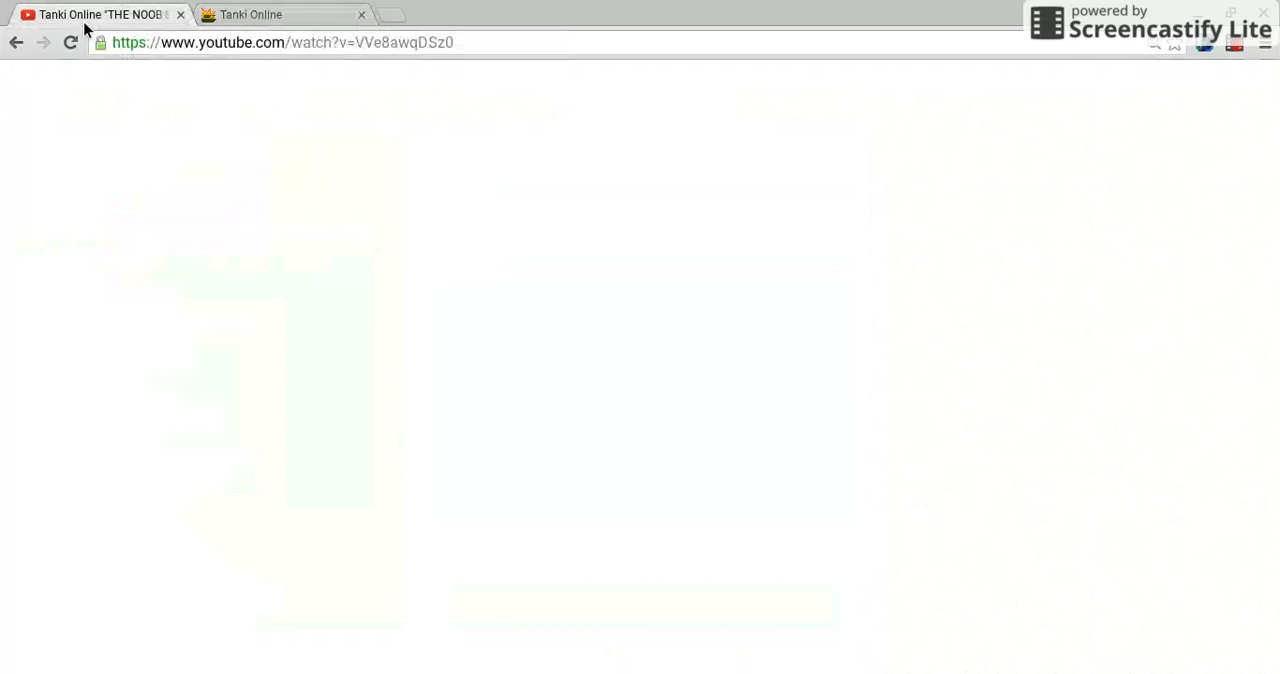 Tanki Online "THE NOOB
Tanki Online
powered by
Screencastify Lite
https://www.youtube.com/watch?v=VVe8awqDSz0